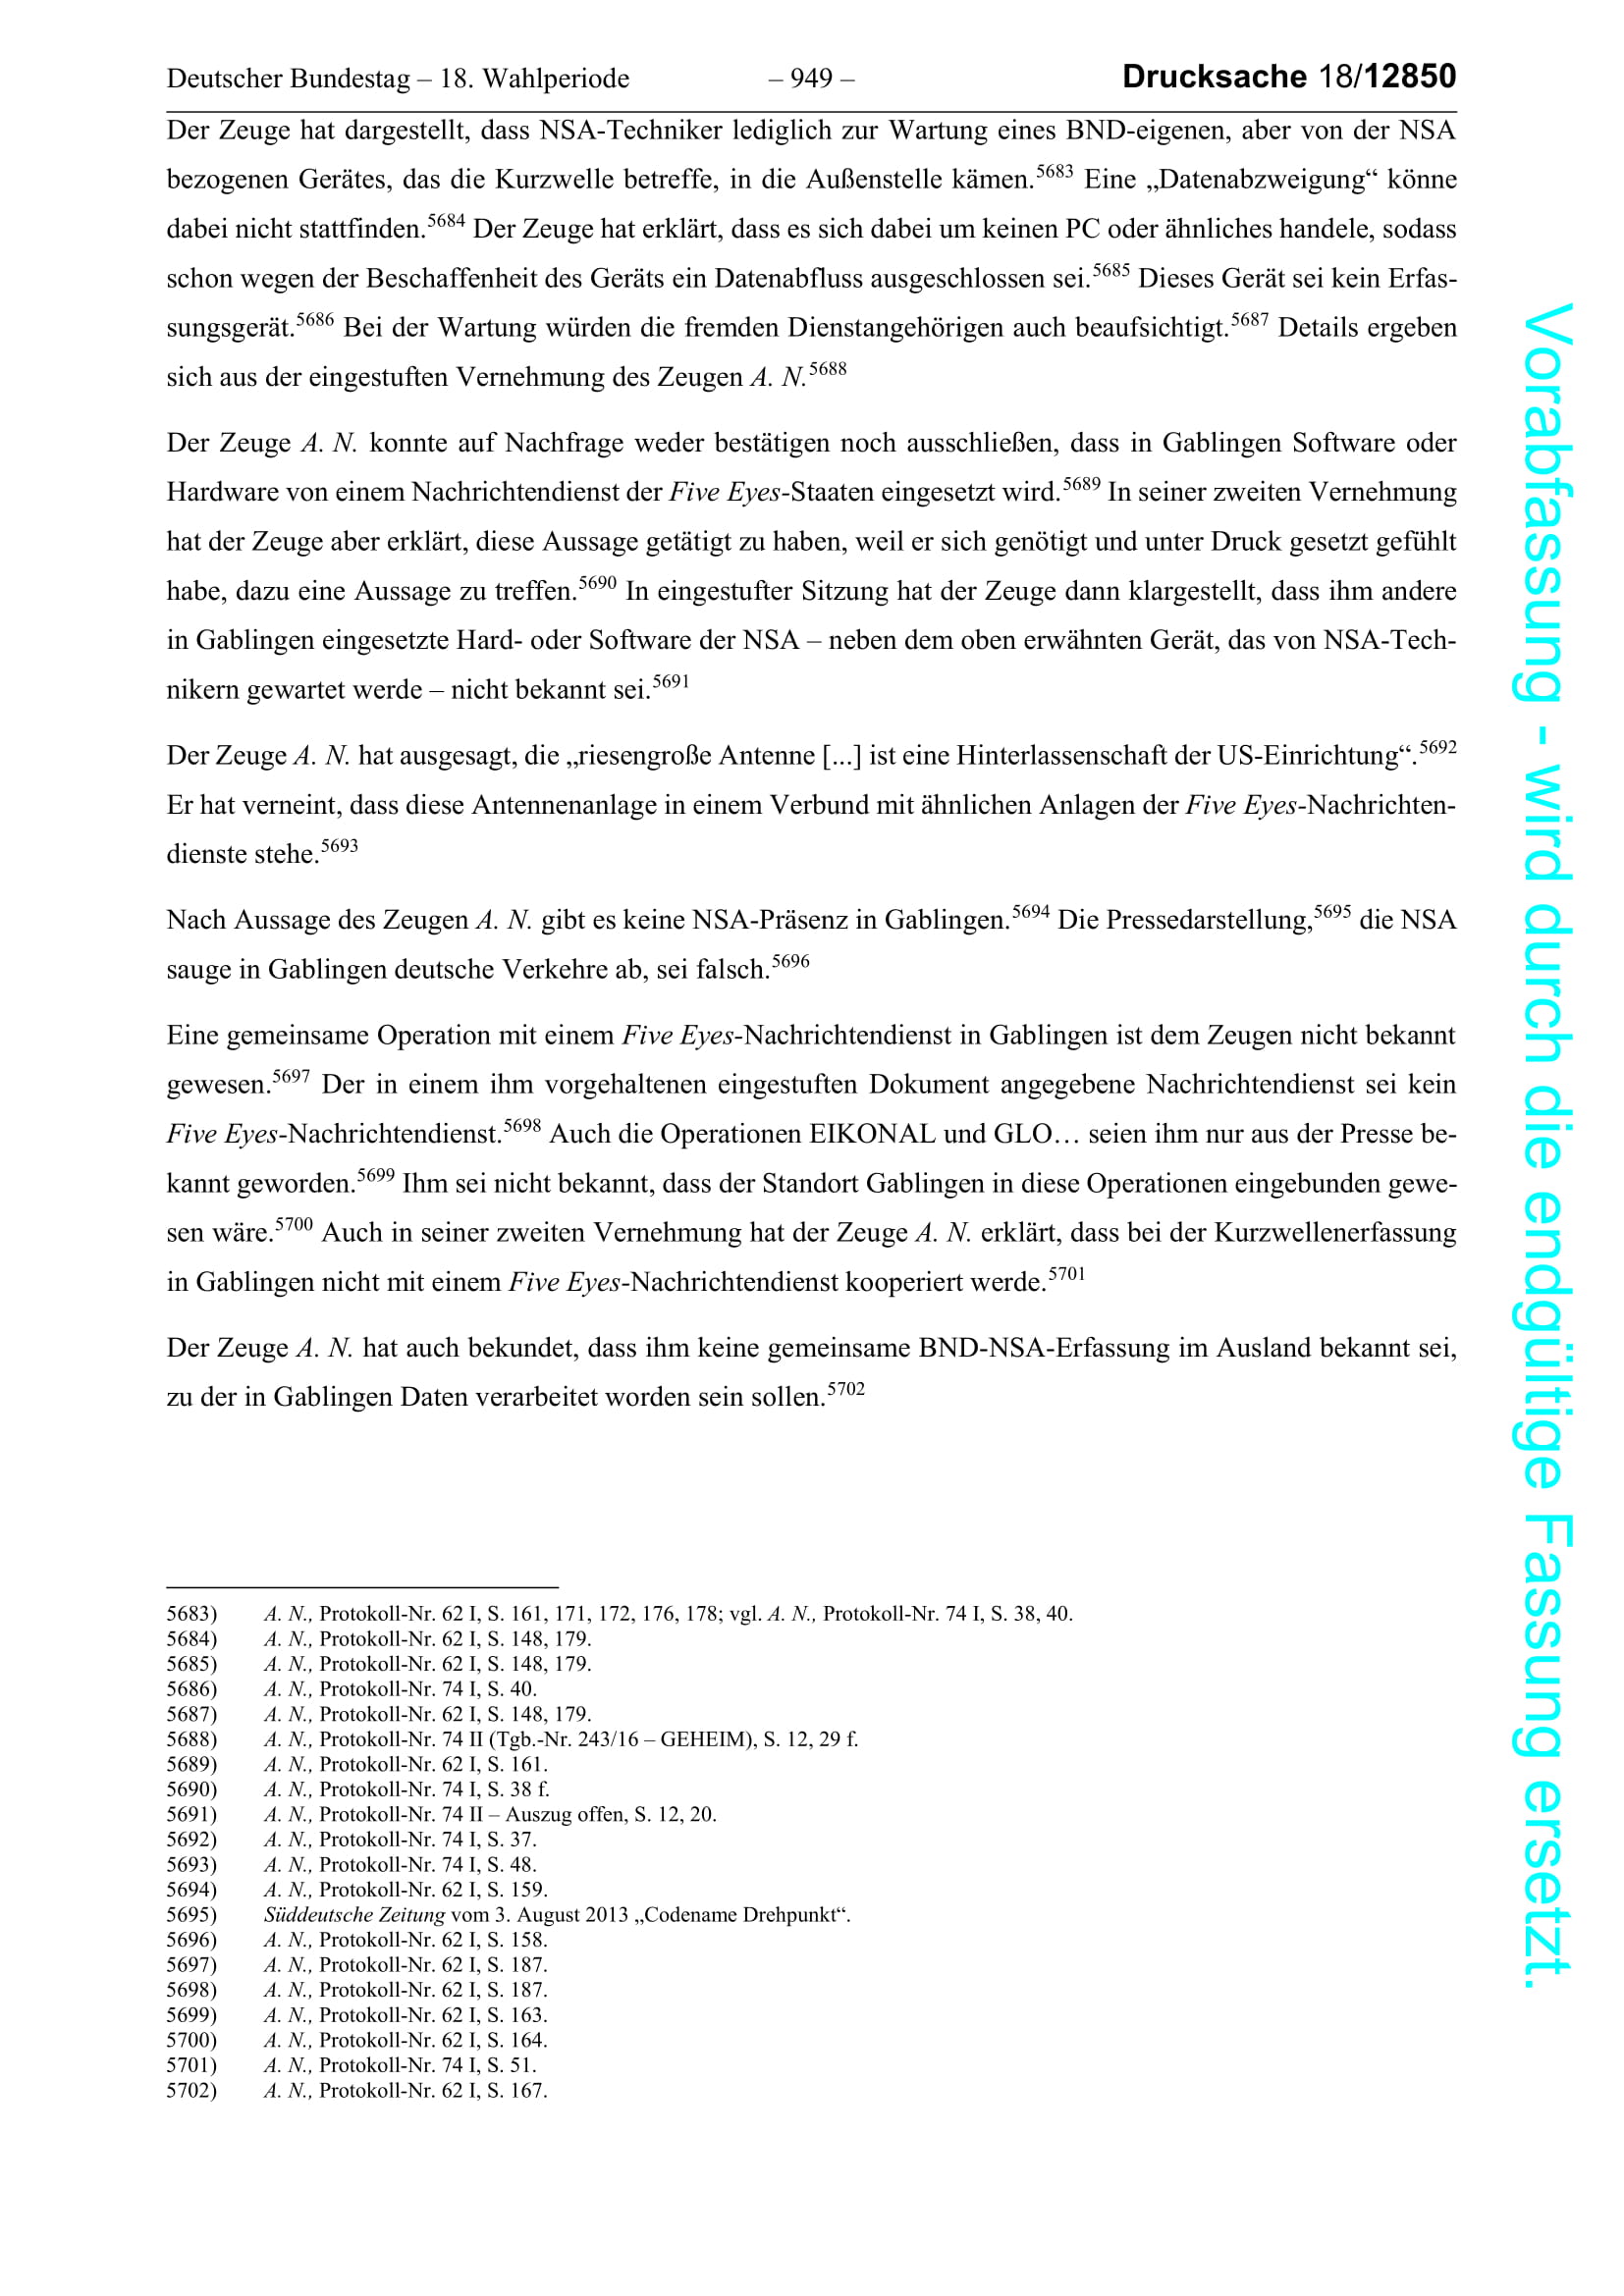 Deutscher Bundestag – 18. Wahlperiode – 949 – Drucksache 18/12850
Der Zeuge hat dargestellt, dass NSA-Techniker lediglich zur Wartung eines BND-eigenen, aber von der NSA
bezogenen Gerätes, das die Kurzwelle betreffe, in die Außenstelle kämen.5683 Eine „Datenabzweigung“ könne
dabei nicht stattfinden.5684 Der Zeuge hat erklärt, dass es sich dabei um keinen PC oder ähnliches handele, sodass
schon wegen der Beschaffenheit des Geräts ein Datenabfluss ausgeschlossen sei.5685 Dieses Gerät sei kein Erfas-
sungsgerät.5686 Bei der Wartung würden die fremden Dienstangehörigen auch beaufsichtigt.5687 Details ergeben
sich aus der eingestuften Vernehmung des Zeugen A. N.5688
Der Zeuge A. N. konnte auf Nachfrage weder bestätigen noch ausschließen, dass in Gablingen Software oder
Hardware von einem Nachrichtendienst der Five Eyes-Staaten eingesetzt wird.5689 In seiner zweiten Vernehmung
hat der Zeuge aber erklärt, diese Aussage getätigt zu haben, weil er sich genötigt und unter Druck gesetzt gefühlt
habe, dazu eine Aussage zu treffen.5690 In eingestufter Sitzung hat der Zeuge dann klargestellt, dass ihm andere
in Gablingen eingesetzte Hard- oder Software der NSA – neben dem oben erwähnten Gerät, das von NSA-Tech-
nikern gewartet werde – nicht bekannt sei.5691
Der Zeuge A. N. hat ausgesagt, die „riesengroße Antenne [...] ist eine Hinterlassenschaft der US-Einrichtung“.5692
Er hat verneint, dass diese Antennenanlage in einem Verbund mit ähnlichen Anlagen der Five Eyes-Nachrichten-
dienste stehe.5693
Nach Aussage des Zeugen A. N. gibt es keine NSA-Präsenz in Gablingen.5694 Die Pressedarstellung,5695 die NSA
sauge in Gablingen deutsche Verkehre ab, sei falsch.5696
Eine gemeinsame Operation mit einem Five Eyes-Nachrichtendienst in Gablingen ist dem Zeugen nicht bekannt
gewesen.5697 Der in einem ihm vorgehaltenen eingestuften Dokument angegebene Nachrichtendienst sei kein
Five Eyes-Nachrichtendienst.5698 Auch die Operationen EIKONAL und GLO… seien ihm nur aus der Presse be-
kannt geworden.5699 Ihm sei nicht bekannt, dass der Standort Gablingen in diese Operationen eingebunden gewe-
sen wäre.5700 Auch in seiner zweiten Vernehmung hat der Zeuge A. N. erklärt, dass bei der Kurzwellenerfassung
in Gablingen nicht mit einem Five Eyes-Nachrichtendienst kooperiert werde.5701
Der Zeuge A. N. hat auch bekundet, dass ihm keine gemeinsame BND-NSA-Erfassung im Ausland bekannt sei,
zu der in Gablingen Daten verarbeitet worden sein sollen.5702
5683) A. N., Protokoll-Nr. 62 I, S. 161, 171, 172, 176, 178; vgl. A. N., Protokoll-Nr. 74 I, S. 38, 40.
5684) A. N., Protokoll-Nr. 62 I, S. 148, 179.
5685) A. N., Protokoll-Nr. 62 I, S. 148, 179.
5686) A. N., Protokoll-Nr. 74 I, S. 40.
5687) A. N., Protokoll-Nr. 62 I, S. 148, 179.
5688) A. N., Protokoll-Nr. 74 II (Tgb.-Nr. 243/16 – GEHEIM), S. 12, 29 f.
5689) A. N., Protokoll-Nr. 62 I, S. 161.
5690) A. N., Protokoll-Nr. 74 I, S. 38 f.
5691) A. N., Protokoll-Nr. 74 II – Auszug offen, S. 12, 20.
5692) A. N., Protokoll-Nr. 74 I, S. 37.
5693) A. N., Protokoll-Nr. 74 I, S. 48.
5694) A. N., Protokoll-Nr. 62 I, S. 159.
5695) Süddeutsche Zeitung vom 3. August 2013 „Codename Drehpunkt“.
5696) A. N., Protokoll-Nr. 62 I, S. 158.
5697) A. N., Protokoll-Nr. 62 I, S. 187.
5698) A. N., Protokoll-Nr. 62 I, S. 187.
5699) A. N., Protokoll-Nr. 62 I, S. 163.
5700) A. N., Protokoll-Nr. 62 I, S. 164.
5701) A. N., Protokoll-Nr. 74 I, S. 51.
5702) A. N., Protokoll-Nr. 62 I, S. 167.
Vorabfassung - wird durch die endgültige Fassung ersetzt.